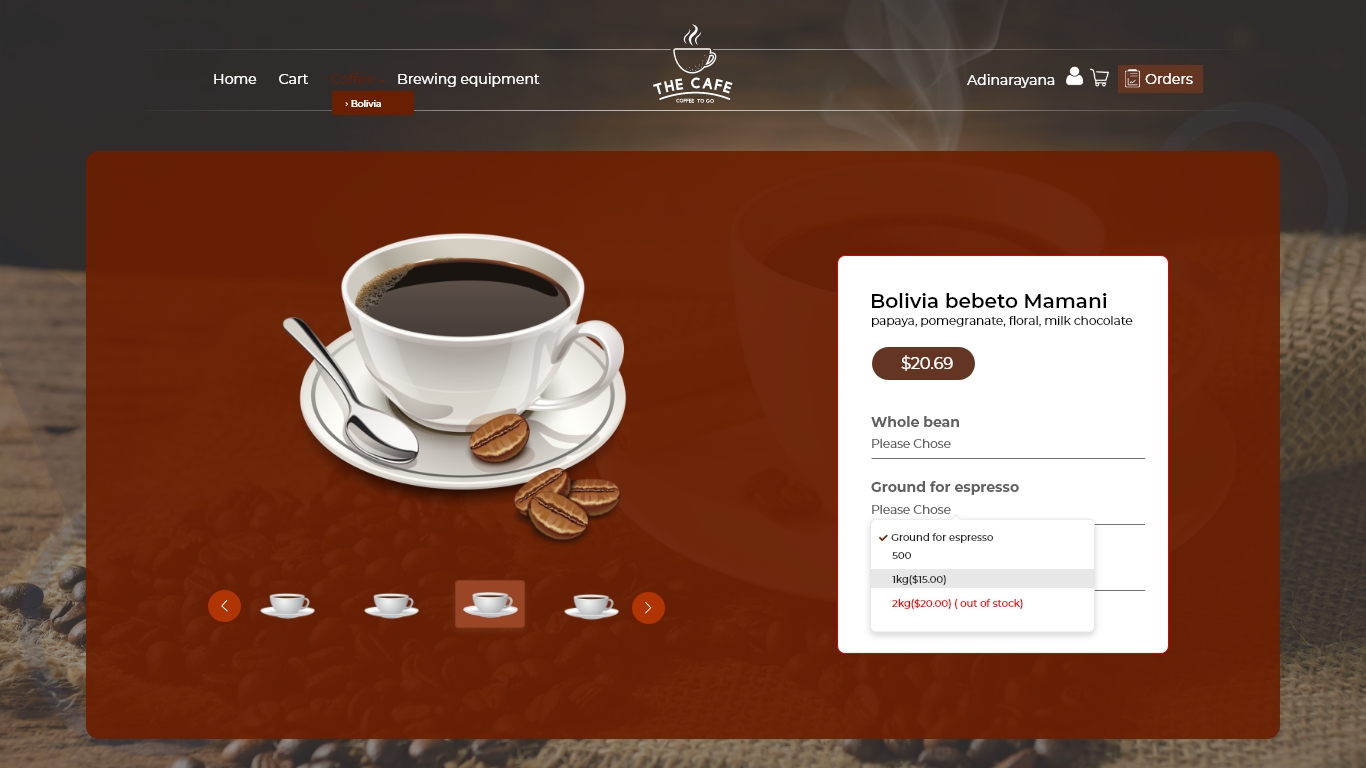 Home
Cart
Coffee
Brewing equipment
THE CAFE
COFFEE TO GO
Adinarayana
Orders
› Bolivia
Bolivia bebeto Mamani
papaya, pomegranate, floral, milk chocolate
$20.69
Whole bean
Please Chose
Ground for espresso
Please Chose
Ground for espresso
500
1kg($15.00)
2kg($20.00) ( out of stock)